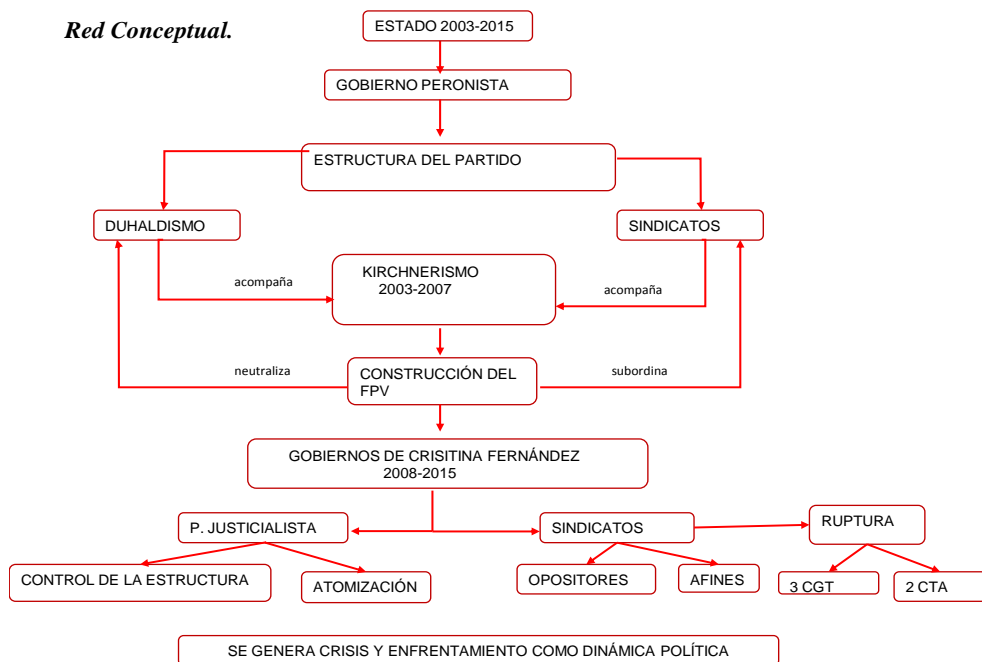 Red Conceptual.
ESTADO 2003-2015
GOBIERNO PERONISTA
ESTRUCTURA DEL PARTIDO
DUHALDISMO
SINDICATOS
KIRCHNERISMO
2003-2007
acompaña
acompaña
neutraliza
CONSTRUCCIÓN DEL
FPV
subordina
GOBIERNOS DE CRISITINA FERNÁNDEZ
2008-2015
P. JUSTICIALISTA
SINDICATOS
RUPTURA
CONTROL DE LA ESTRUCTURA
ATOMIZACIÓN
OPOSITORES
AFINES
3 CGT
2 CTA
SE GENERA CRISIS Y ENFRENTAMIENTO COMO DINÁMICA POLÍTICA